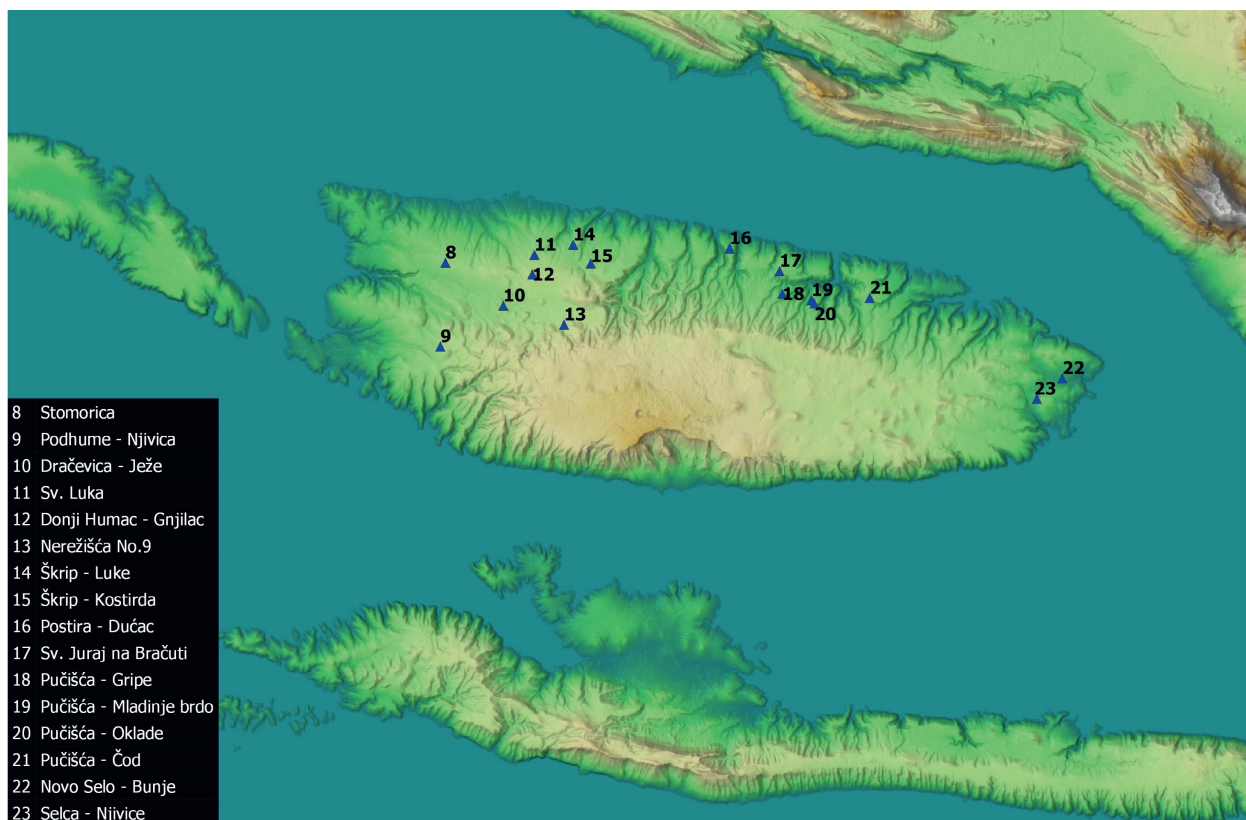 14
16
11
15
8
17
12
19
21
18
10
20
13
9
22
23
8 Stomorica
9 Podhume - Njivica
10 Dračevica - Ježe
11 Sv. Luka
12 Donji Humac - Gnjilac
13 Nerežišća No.9
14 Škrip - Luke
15 Škrip - Kostirda
16 Postira - Dućac
17 Sv. Juraj na Bračuti
18 Pučišća - Gripe
19 Pučišća - Mladinje brdo
20 Pučišća - Oklade
21 Pučišća - Čod
22 Novo Selo - Bunje
23 Selca - Njivice